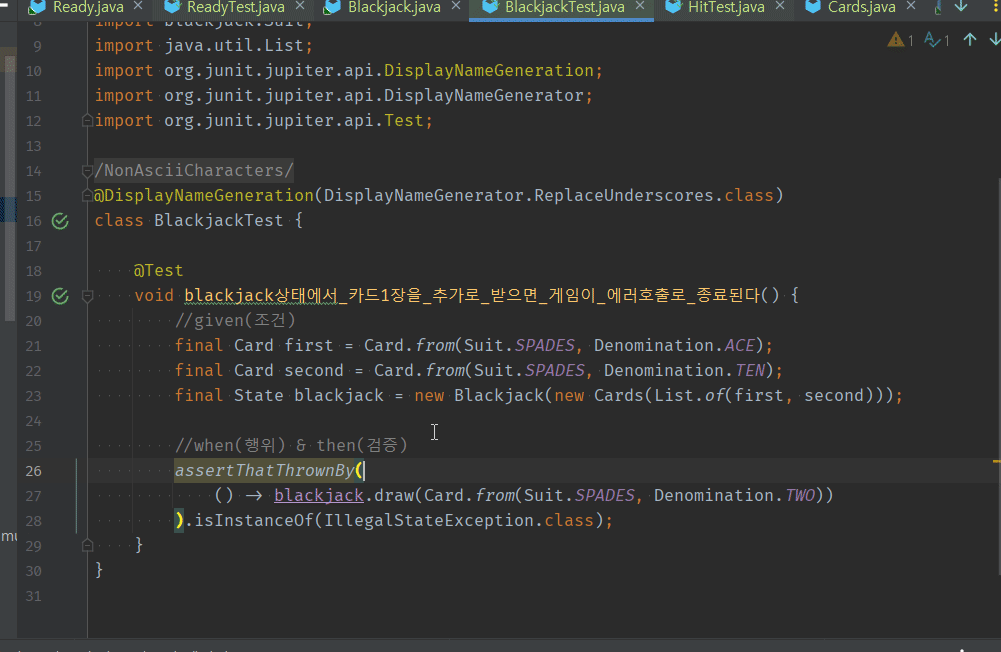 Ready.java ReadyTest.java Blackjack.java BlackjackTest.java HitTest.java Cards.java
import blackjack.Suit;
9 import java.util.List;
10 import org.junit.jupiter.api.DisplayNameGeneration;
11 import org.junit.jupiter.api.DisplayNameGenerator;
12 import org.junit.jupiter.api.Test;
13
14 /NonAsciiCharacters/
15 @DisplayNameGeneration(DisplayNameGenerator.ReplaceUnderscores.class)
16 class BlackjackTest {
17
18 @Test
19 void blackjack상태에서_카드1장을_추가로_받으면_게임이_에러호출로_종료된다() {
20 //given(조건)
21 final Card first = Card.from(Suit.SPADES, Denomination.ACE);
22 final Card second = Card.from(Suit.SPADES, Denomination.TEN);
23 final State blackjack = new Blackjack(new Cards(List.of(first, second)));
24
25 //when(행위) & then(검증)
26 assertThatThrownBy(
27 () -> blackjack.draw(Card.from(Suit.SPADES, Denomination.TWO))
28 ).isInstanceOf(IllegalStateException.class);
29 }
30 }
31
1 1
mu